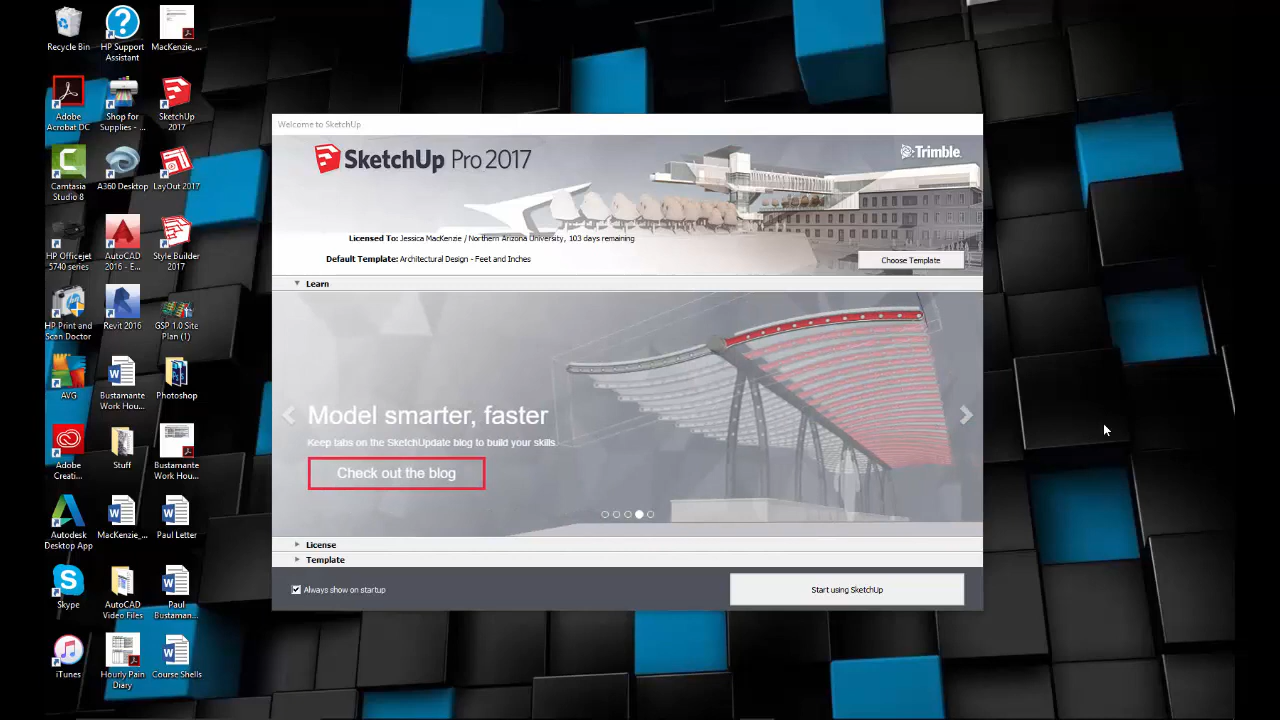 Recycle Bin
HP Support
Assistant
MacKenzie_...
Adobe
Acrobat DC
Shop for
Supplies - ...
SketchUp
2017
Camtasia
Studio 8
A360 Desktop
LayOut 2017
HP Officejet
5740 series
AutoCAD
2016 - E...
Style Builder
2017
HP Print and
Scan Doctor
Revit 2016
GSP 1.0 Site
Plan (1)
AVG
Bustamante
Work Hou...
Photoshop
Adobe
Creati...
Stuff
Bustamante
Work Hou...
Autodesk
Desktop App
MacKenzie_...
Paul Letter
Skype
AutoCAD
Video Files
Paul
Bustaman...
iTunes
Hourly Pain
Diary
Course Shells
Welcome to SketchUp
SketchUp Pro 2017
Trimble
Licensed To: Jessica MacKenzie / Northern Arizona University, 103 days remaining
Default Template: Architectural Design - Feet and Inches
Choose Template
Learn
Model smarter, faster
Keep tabs on the SketchUpdate blog to build your skills.
Check out the blog
License
Template
Always show on startup
Start using SketchUp